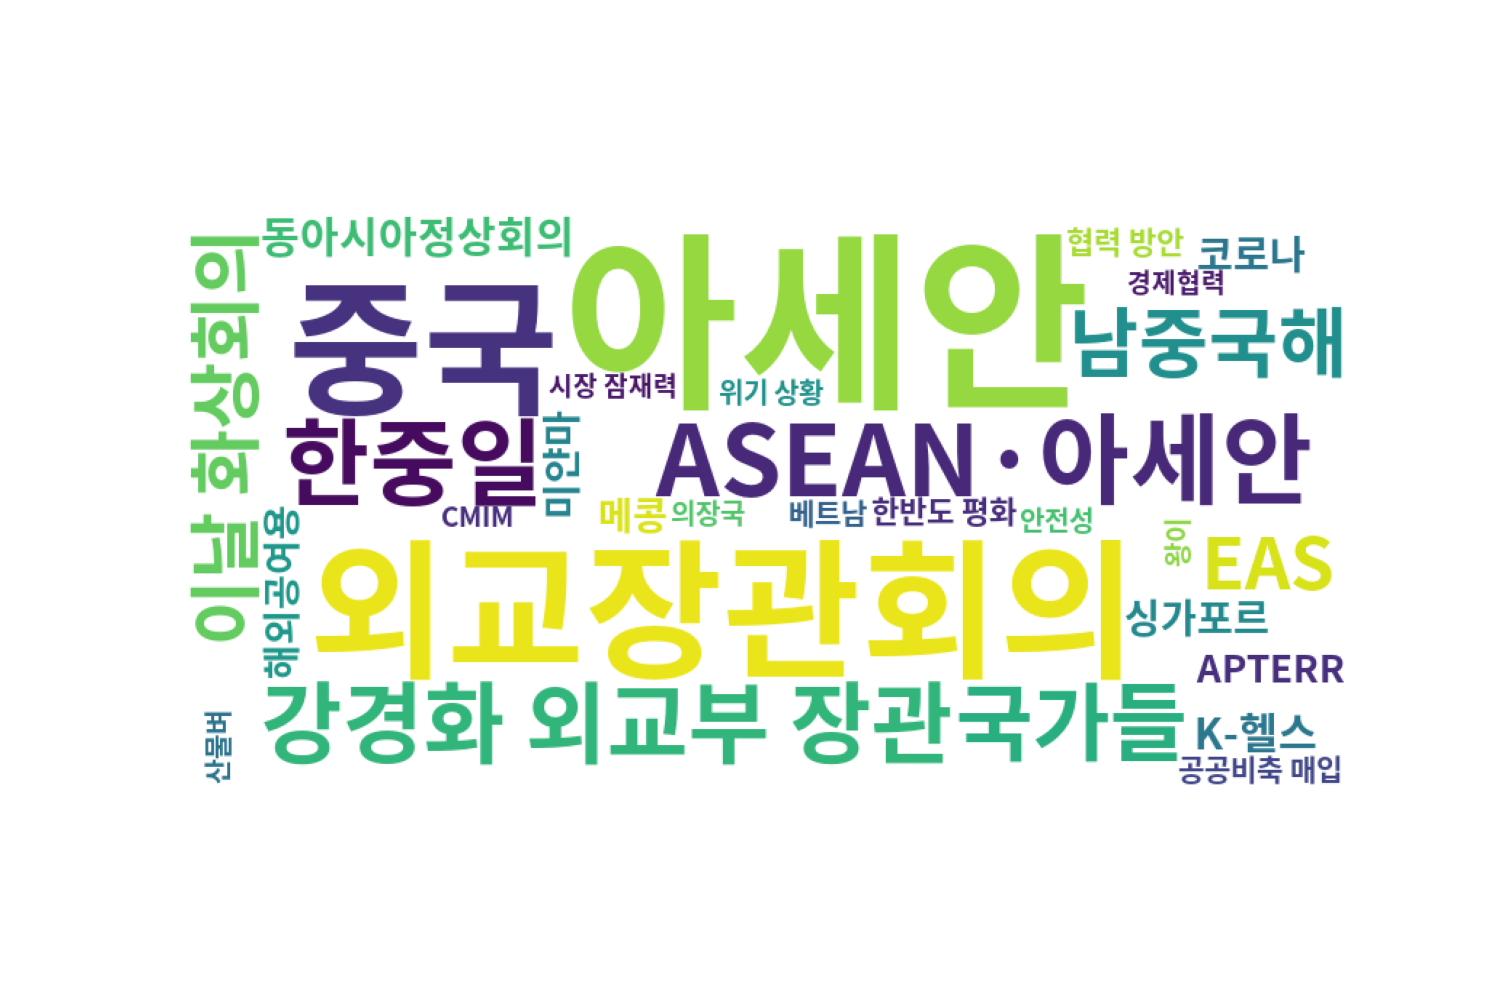 동아시아정상회의
아세안
협력 방안
코로나
경제협력
중국
남중국해
이날 화상회의
시장 잠재력
위기 상황
한중일
미얀마
ASEAN·아세안
CMIM
메콩
의장국
베트남
한반도 평화
안전성
왕이
EAS
해외공여용
외교장관회의
싱가포르
APTERR
강경화 외교부 장관
국가들
K-헬스
산물벼
공공비축 매입